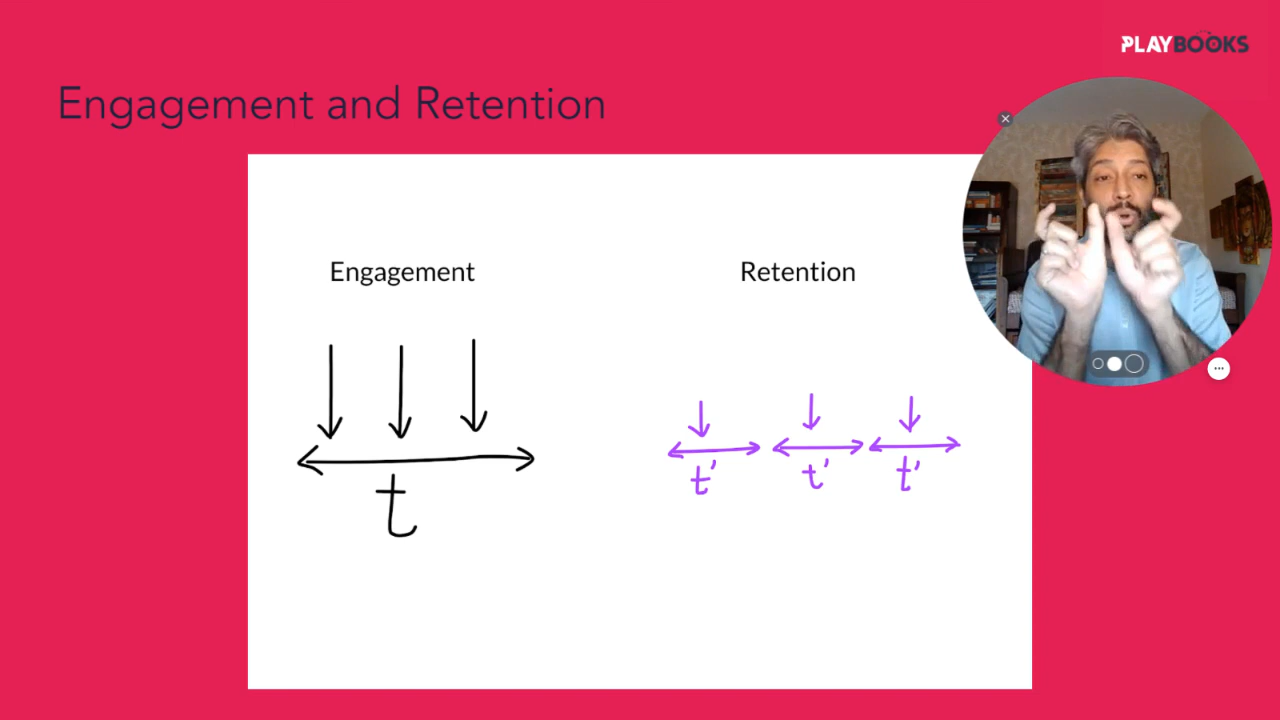 PLAYBOOKS
Engagement and Retention
Engagement
Retention
t
t' t' t'